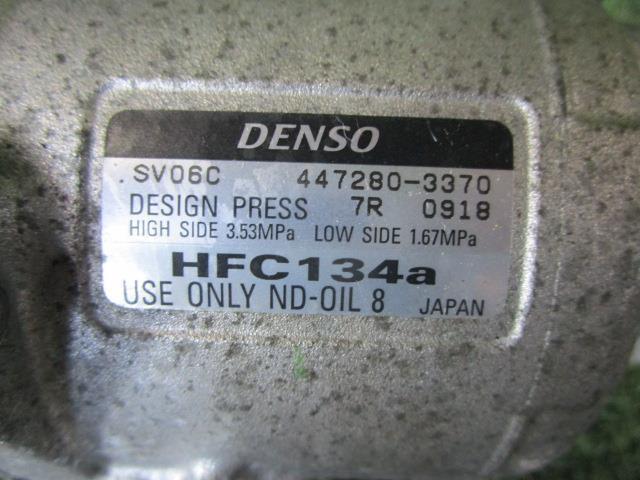 DENSO
.SV06C 447280-3370
DESIGN PRESS 7R 0918
HIGH SIDE 3.53MPa LOW SIDE 1.67MPa
HFC134a
USE ONLY ND-OIL 8 JAPAN